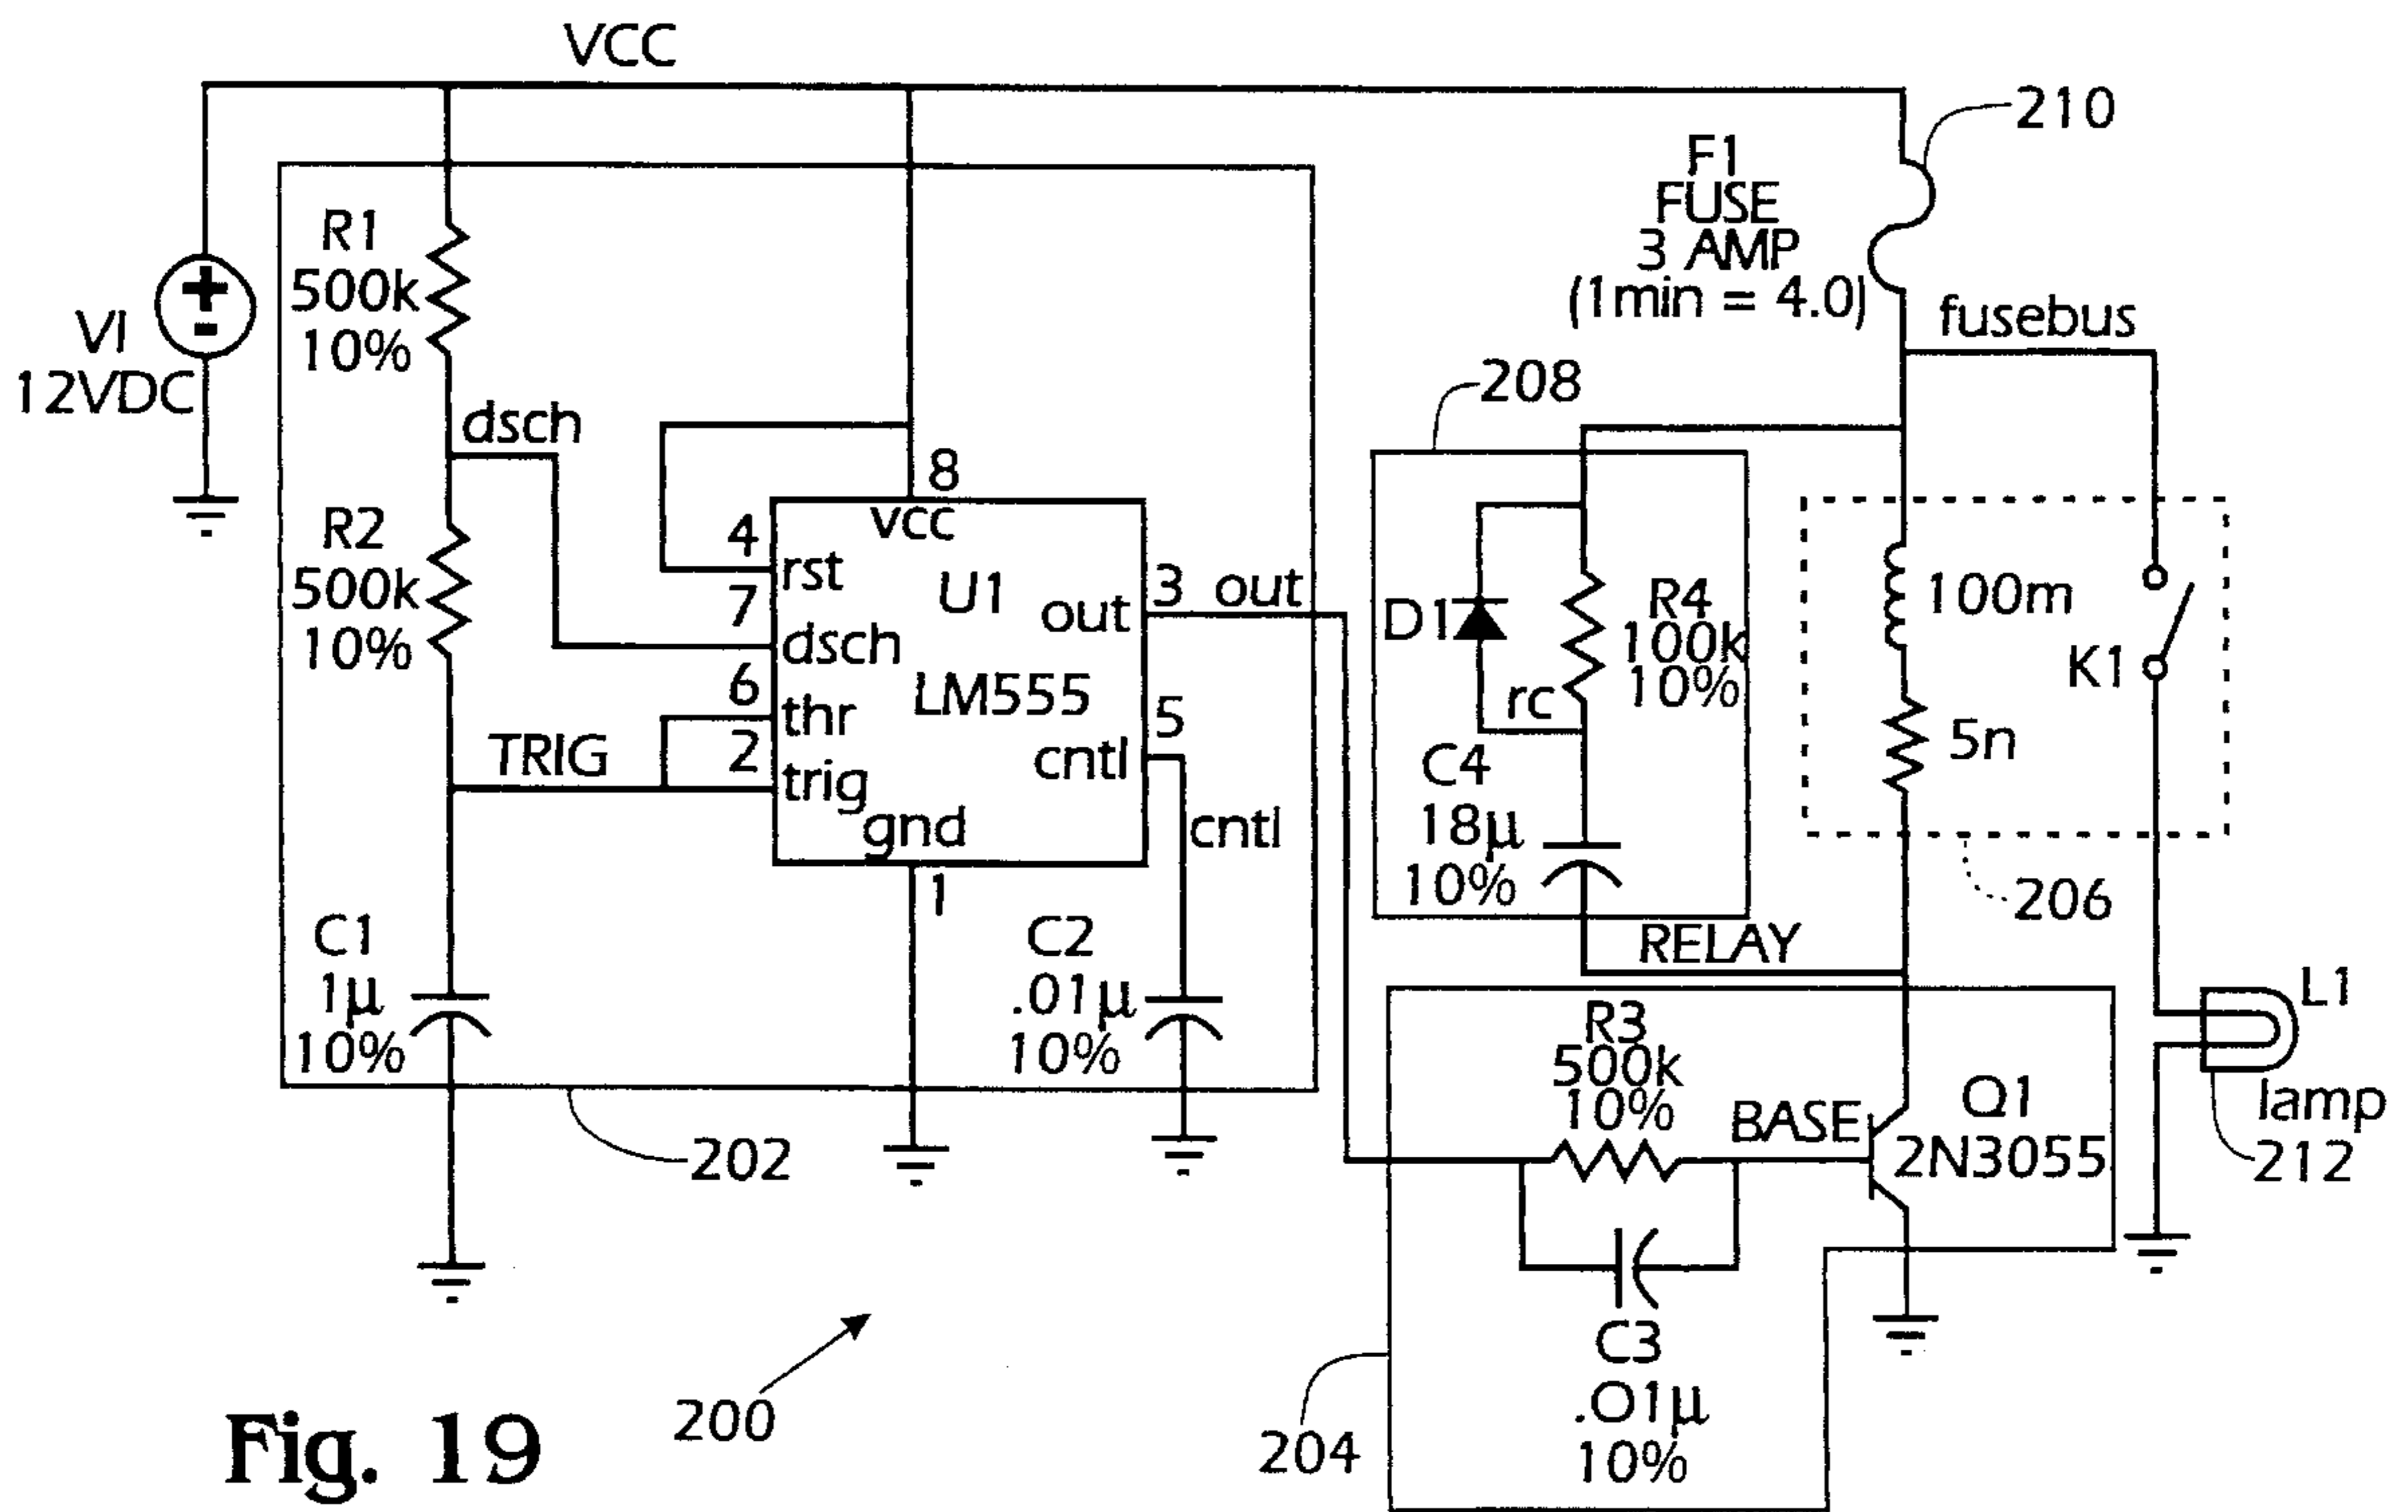 VCC
210
F1
FUSE
3 AMP
(1min = 4.0)
fusebus
VI
12VDC
R1
500k
10%
dsch
R2
500k
10%
TRIG
C1
1µ
10%
8
vcc
4
rst
7
dsch
6
thr
2
trig
gnd
1
U1
LM555
3
out
out
5
cntl
cntl
C2
.01µ
10%
202
208
D1
R4
100k
10%
rc
C4
18µ
10%
RELAY
100m
5n
K1
206
L1
lamp
212
R3
500k
10%
BASE
Q1
2N3055
C3
.01µ
10%
204
200
Fig. 19